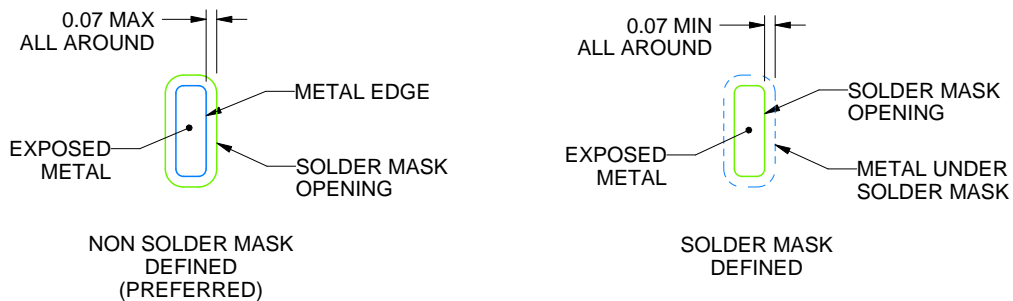 0.07 MAX
ALL AROUND
METAL EDGE
EXPOSED
METAL
SOLDER MASK
OPENING
NON SOLDER MASK
DEFINED
(PREFERRED)
0.07 MIN
ALL AROUND
SOLDER MASK
OPENING
EXPOSED
METAL
METAL UNDER
SOLDER MASK
SOLDER MASK
DEFINED